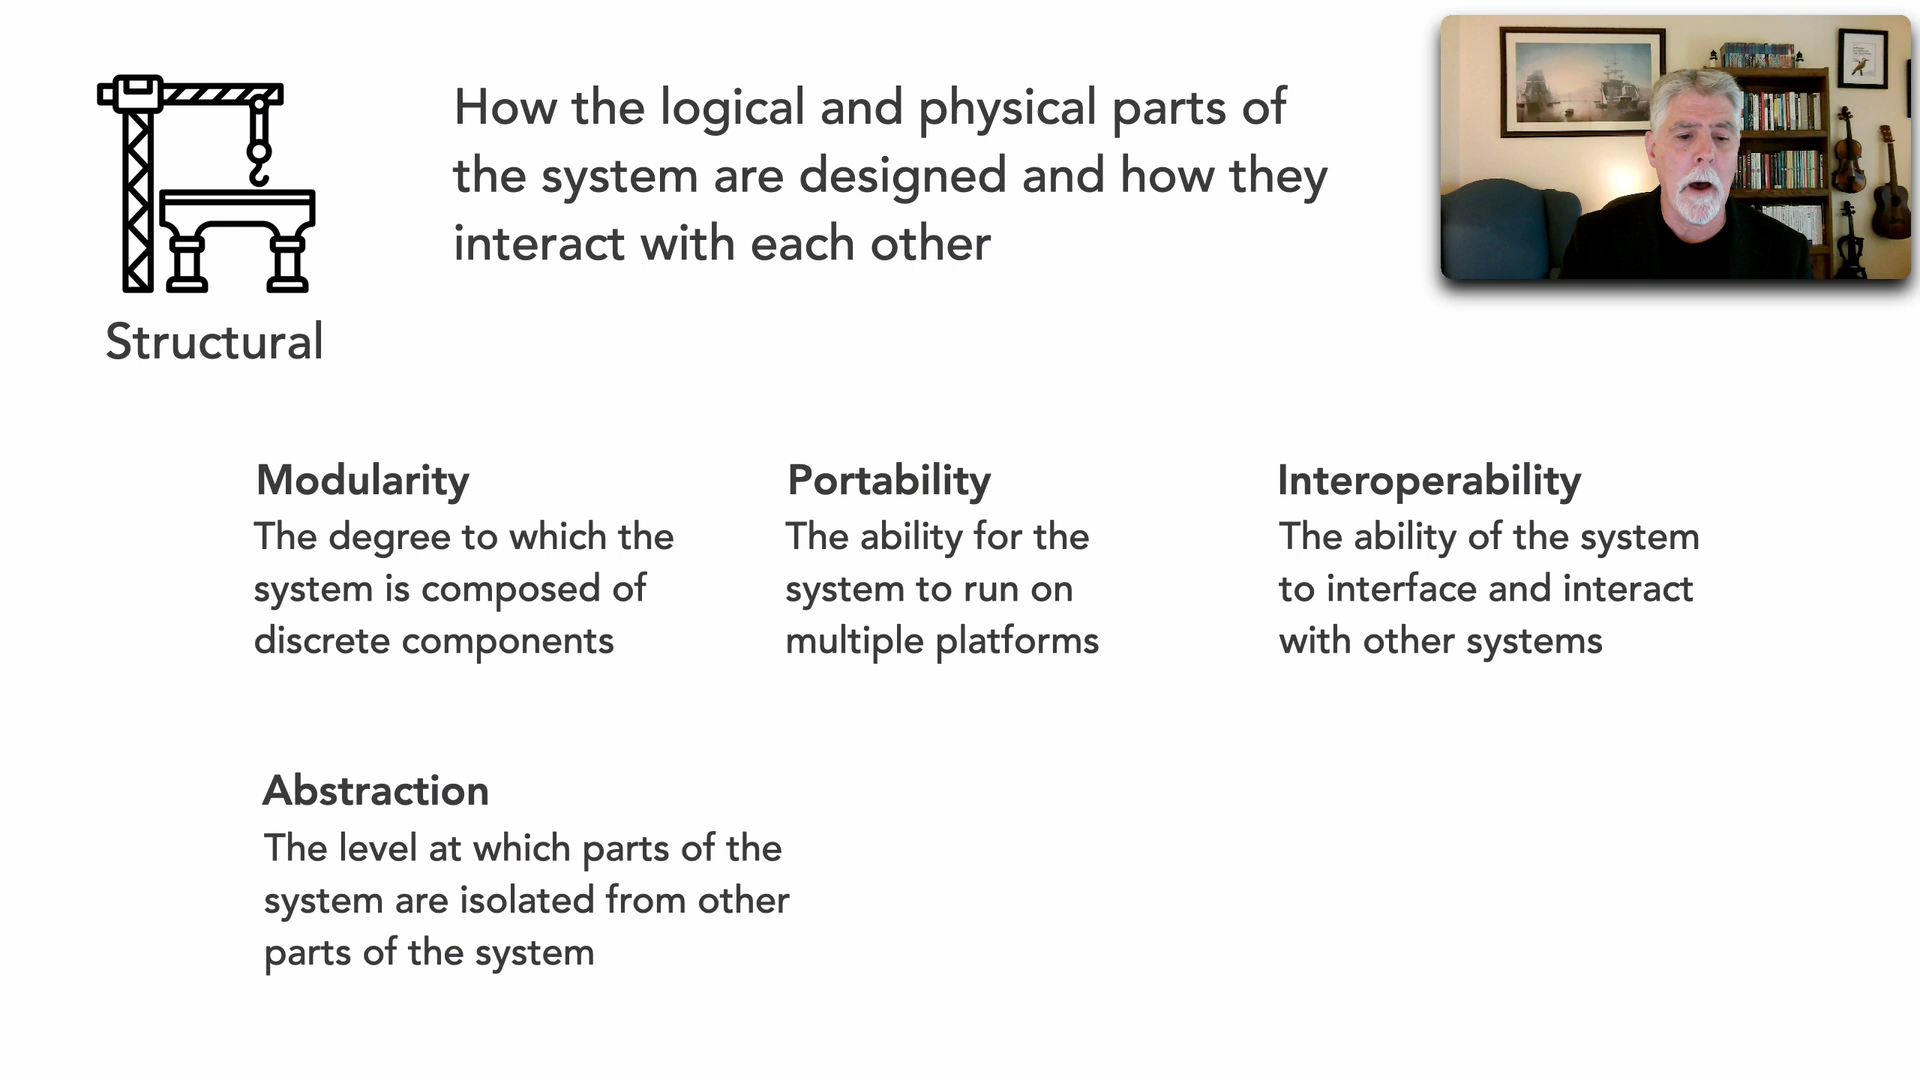 How the logical and physical parts of
the system are designed and how they
interact with each other
Structural
Modularity
The degree to which the
system is composed of
discrete components
Portability
The ability for the
system to run on
multiple platforms
Interoperability
The ability of the system
to interface and interact
with other systems
Abstraction
The level at which parts of the
system are isolated from other
parts of the system